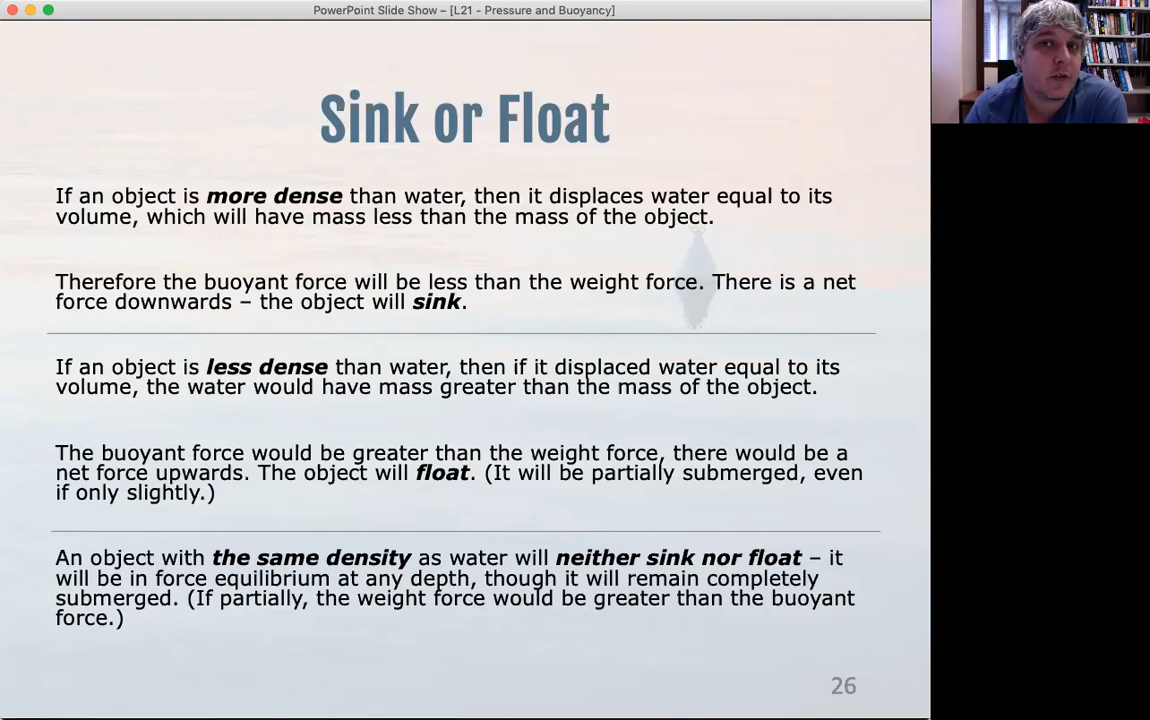 PowerPoint Slide Show – [L21 - Pressure and Buoyancy]
Sink or Float
If an object is more dense than water, then it displaces water equal to its
volume, which will have mass less than the mass of the object.
Therefore the buoyant force will be less than the weight force. There is a net
force downwards – the object will sink.
If an object is less dense than water, then if it displaced water equal to its
volume, the water would have mass greater than the mass of the object.
The buoyant force would be greater than the weight force, there would be a
net force upwards. The object will float. (It will be partially submerged, even
if only slightly.)
An object with the same density as water will neither sink nor float – it
will be in force equilibrium at any depth, though it will remain completely
submerged. (If partially, the weight force would be greater than the buoyant
force.)
26